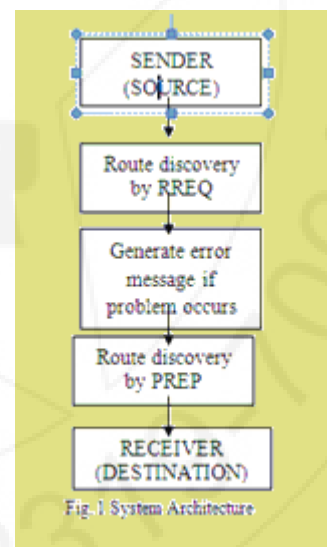 SENDER
(SOURCE)
Route discovery
by RREQ
Generate error
message if
problem occurs
Route discovery
by PREP
RECEIVER
(DESTINATION)
Fig. 1 System Architecture